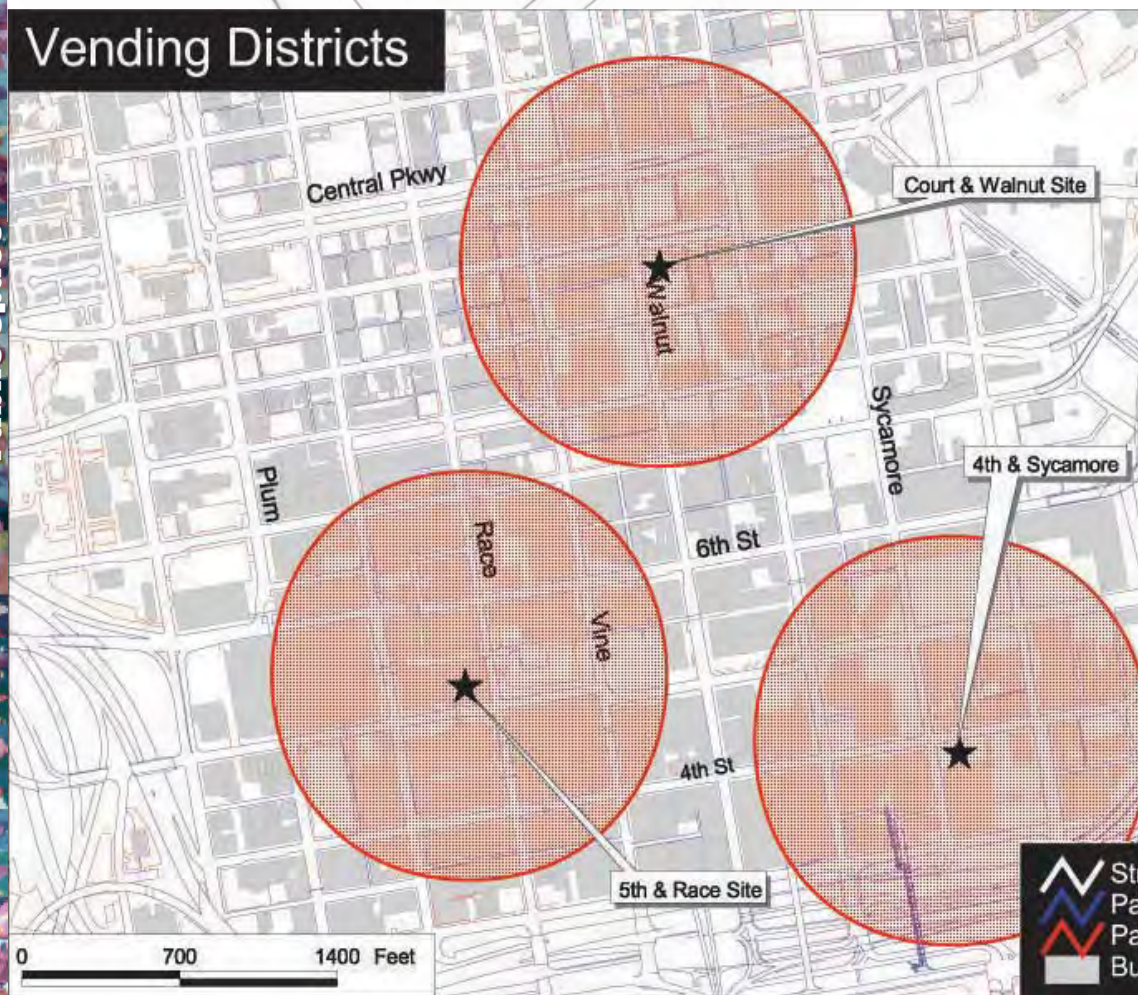 Vending Districts
Central Pkwy
Court & Walnut Site
Walnut
Sycamore
4th & Sycamore
Plum
Race
6th St
Vine
4th St
5th & Race Site
0 700 1400 Feet